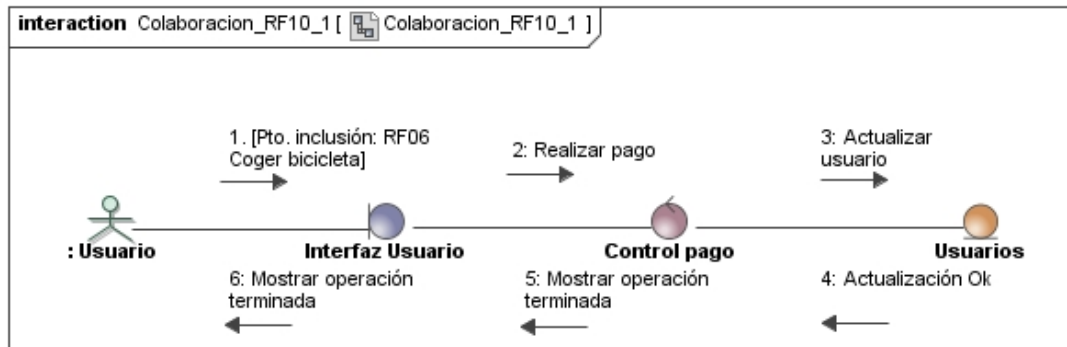 interaction Colaboracion_RF10_1 [ Colaboracion_RF10_1 ]
1. [Pto. inclusión: RF06
Coger bicicleta]
2: Realizar pago
3: Actualizar
usuario
: Usuario
Interfaz Usuario
Control pago
Usuarios
6: Mostrar operación
terminada
5: Mostrar operación
terminada
4: Actualización Ok